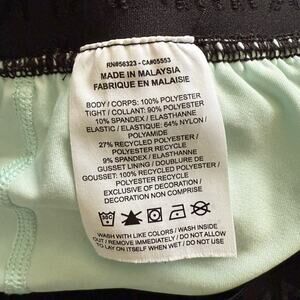 RN#56323 - CA#05553
MADE IN MALAYSIA
FABRIQUE EN MALAISIE
BODY / CORPS: 100% POLYESTER
TIGHT / COLLANT: 90% POLYESTER
10% SPANDEX / ELASTHANNE
ELASTIC / ELASTIQUE: 64% NYLON /
POLYAMIDE
27% RECYCLED POLYESTER /
POLYESTER RECYCLE
9% SPANDEX / ELASTHANNE
GUSSET LINING / DOUBLURE DE
GOUSSET: 100% RECYCLED POLYESTER /
POLYESTER RECYCLE
EXCLUSIVE OF DECORATION /
DECORATION NON COMPRISE
WASH WITH LIKE COLORS / WASH INSIDE
OUT / REMOVE IMMEDIATELY / DO NOT ALLOW
TO LAY ON ITSELF WHEN WET / DO NOT USE